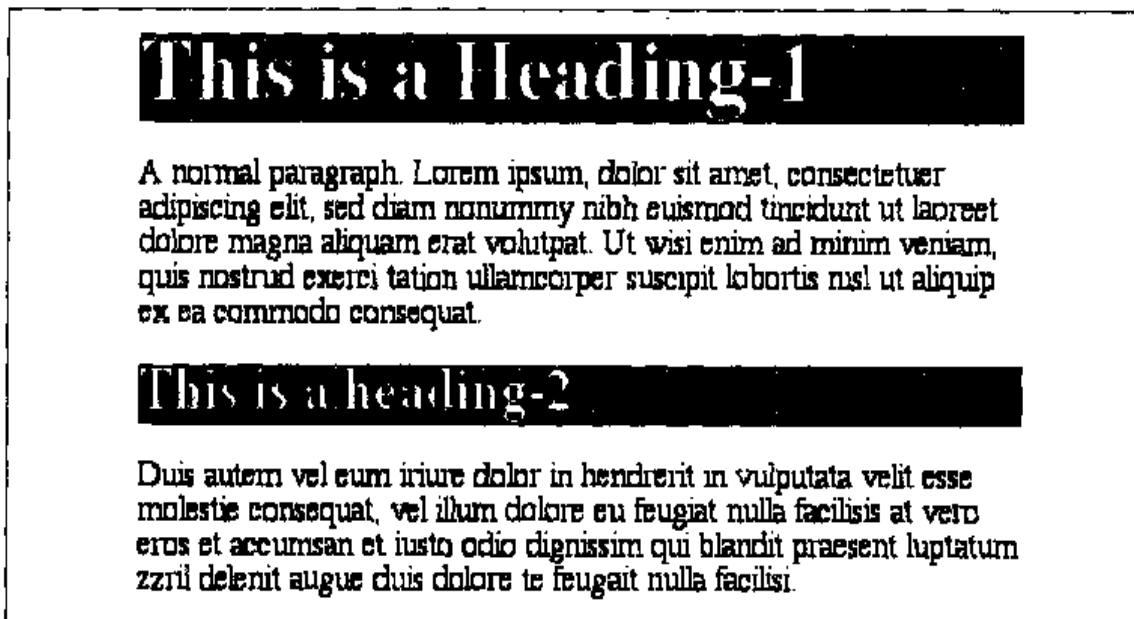 This is a Heading-1
A normal paragraph. Lorem ipsum, dolor sit amet, consectetuer
adipiscing elit, sed diam nonummy nibh euismod tincidunt ut laoreet
dolore magna aliquam erat volutpat. Ut wisi enim ad minim veniam,
quis nostrud exerci tation ullamcorper suscipit lobortis nisl ut aliquip
ex ea commodo consequat.
This is a heading-2
Duis autem vel eum iriure dolor in hendrerit in vulputata velit esse
molestie consequat, vel illum dolore eu feugiat nulla facilisis at vero
eros et accumsan et iusto odio dignissim qui blandit praesent luptatum
zzril delenit augue duis dolore te feugait nulla facilisi.